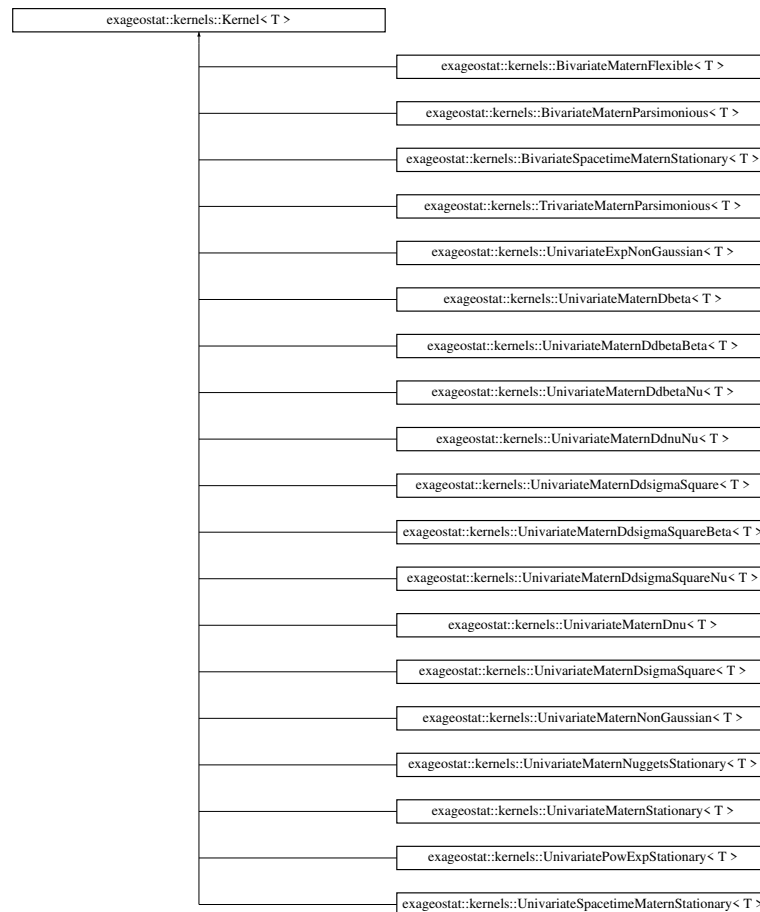 exageostat::kernels::Kernel< T >
exageostat::kernels::BivariateMaternFlexible< T >
exageostat::kernels::BivariateMaternParsimonious< T >
exageostat::kernels::BivariateSpacetimeMaternStationary< T >
exageostat::kernels::TrivariateMaternParsimonious< T >
exageostat::kernels::UnivariateExpNonGaussian< T >
exageostat::kernels::UnivariateMaternDbeta< T >
exageostat::kernels::UnivariateMaternDdbetaBeta< T >
exageostat::kernels::UnivariateMaternDdbetaNu< T >
exageostat::kernels::UnivariateMaternDdnuNu< T >
exageostat::kernels::UnivariateMaternDdsigmaSquare< T >
exageostat::kernels::UnivariateMaternDdsigmaSquareBeta< T >
exageostat::kernels::UnivariateMaternDdsigmaSquareNu< T >
exageostat::kernels::UnivariateMaternDnu< T >
exageostat::kernels::UnivariateMaternDsigmaSquare< T >
exageostat::kernels::UnivariateMaternNonGaussian< T >
exageostat::kernels::UnivariateMaternNuggetsStationary< T >
exageostat::kernels::UnivariateMaternStationary< T >
exageostat::kernels::UnivariatePowExpStationary< T >
exageostat::kernels::UnivariateSpacetimeMaternStationary< T >